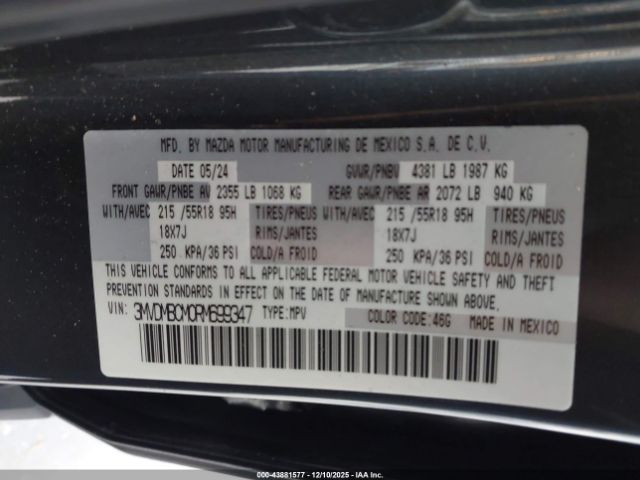 MFD. BY MAZDA MOTOR MANUFACTURING DE MEXICO S.A. DE C.V.
DATE 05/24 GVWR/PNBV 4381 LB 1987 KG
FRONT GAWR/PNBE AV 2355 LB 1068 KG REAR GAWR/PNBE AR 2072 LB 940 KG
WITH/AVEC 215 /55R18 95H TIRES/PNEUS WITH/AVEC 215 /55R18 95H TIRES/PNEUS
18X7J RIMS/JANTES 18X7J RIMS/JANTES
250 KPA/36 PSI COLD/A FROID 250 KPA/36 PSI COLD/A FROID
THIS VEHICLE CONFORMS TO ALL APPLICABLE FEDERAL MOTOR VEHICLE SAFETY AND THEFT
PREVENTION STANDARDS IN EFFECT ON THE DATE OF MANUFACTURE SHOWN ABOVE.
VIN: 3MVDMBCM0RM699347 TYPE: MPV COLOR CODE: 46G MADE IN MEXICO
000-43881577 - 12/10/2025 - IAAI.COM